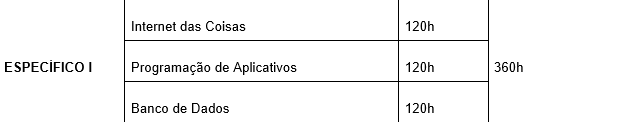 Internet das Coisas 120h
ESPECÍFICO I Programação de Aplicativos 120h 360h
Banco de Dados 120h